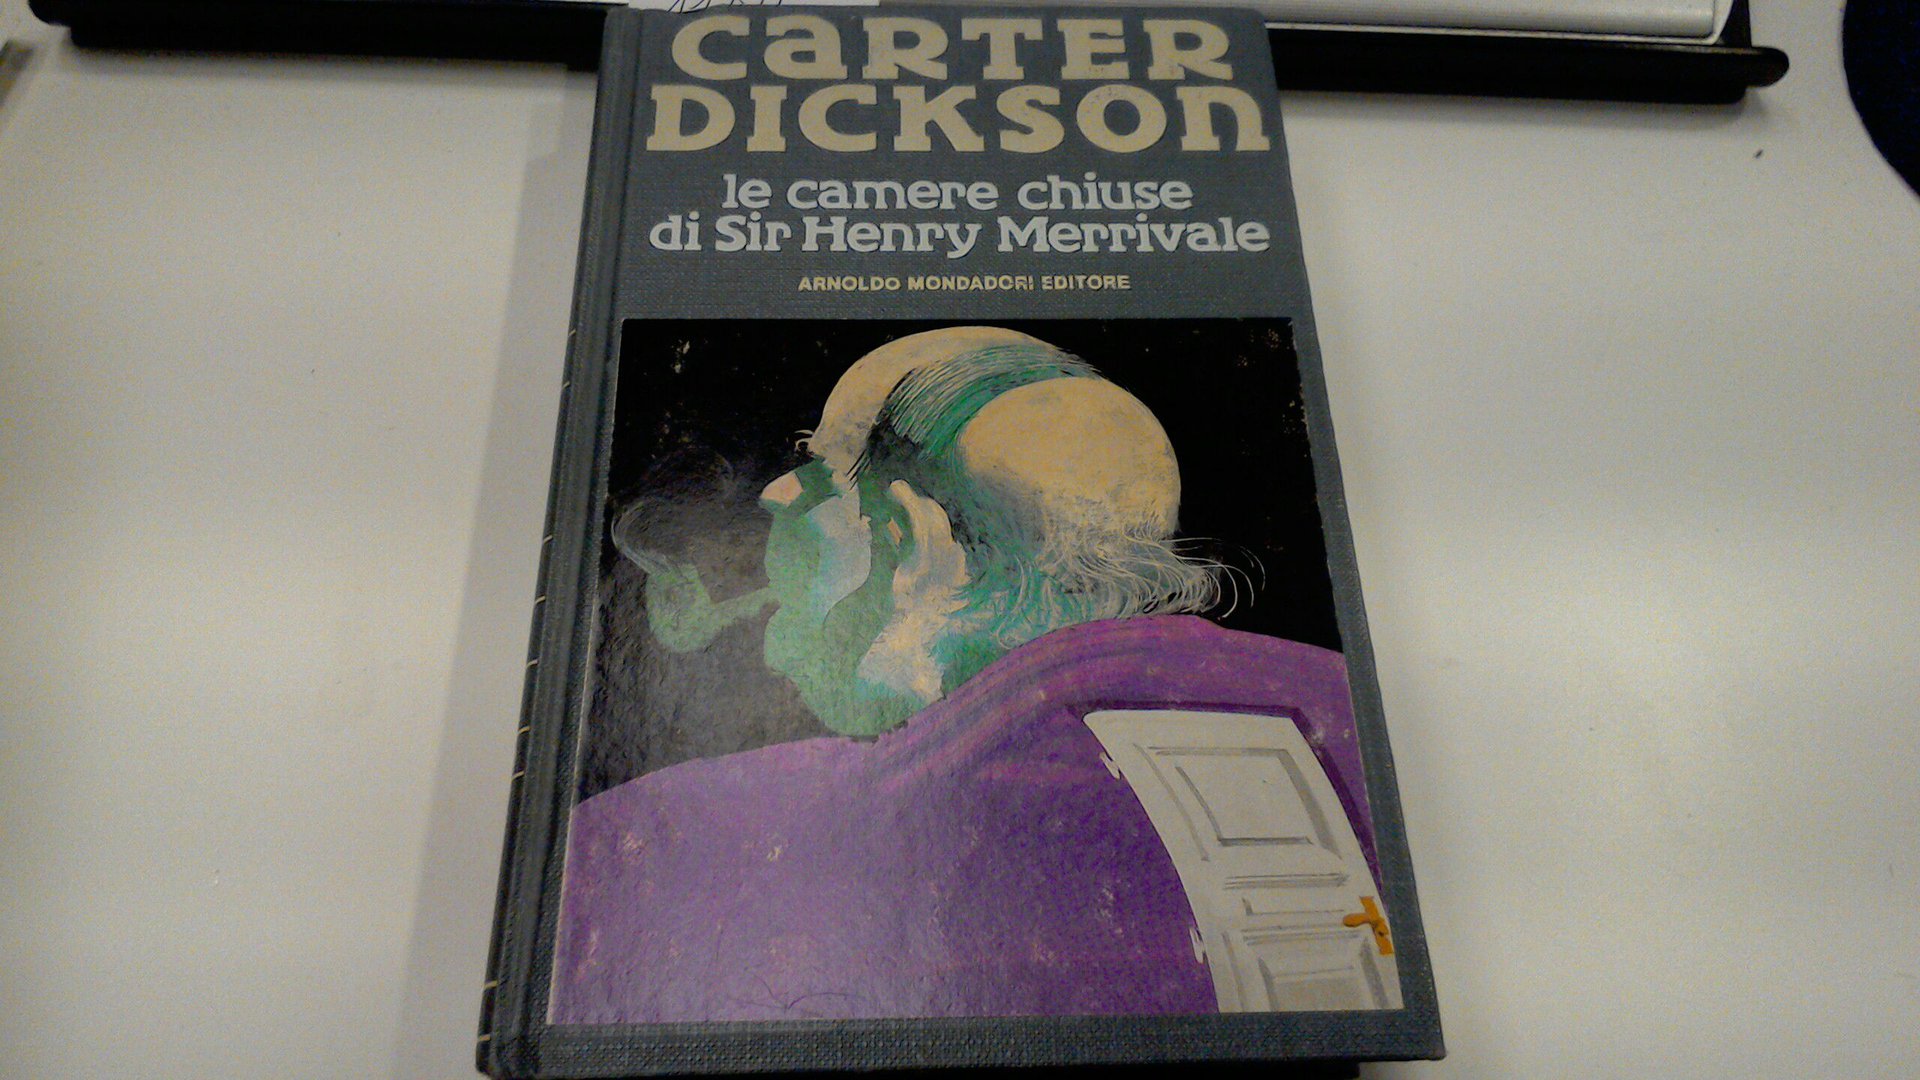 CaRTER
DICKSON
le camere chiuse
di Sir Henry Merrivale
ARNOLDO MONDADORI EDITORE